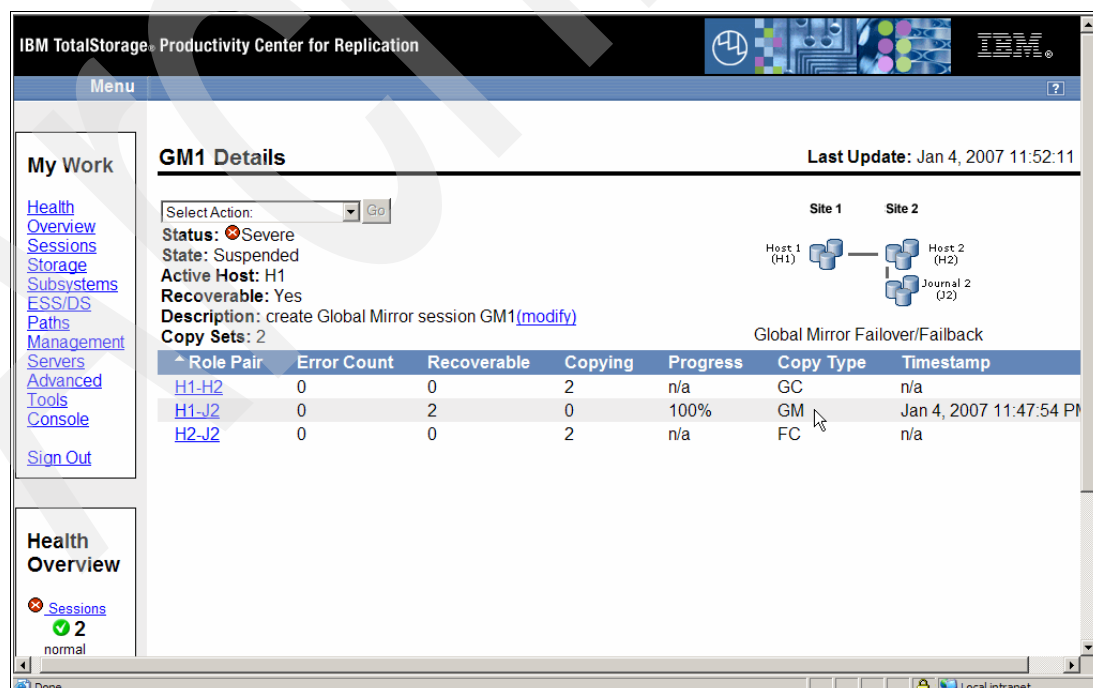 IBM TotalStorage® Productivity Center for Replication
IBM®
Menu
?
My Work
Health Overview
Sessions
Storage Subsystems
ESS/DS Paths
Management Servers
Advanced Tools
Console
Sign Out
Health Overview
Sessions
2
normal
GM1 Details
Last Update: Jan 4, 2007 11:52:11
Select Action: Go
Status: Severe
State: Suspended
Active Host: H1
Recoverable: Yes
Description: create Global Mirror session GM1(modify)
Copy Sets: 2
Site 1 Site 2
Host 1 (H1)
Host 2 (H2)
Journal 2 (J2)
Global Mirror Failover/Failback
Role Pair Error Count Recoverable Copying Progress Copy Type Timestamp
H1-H2 0 0 2 n/a GC n/a
H1-J2 0 2 0 100% GM Jan 4, 2007 11:47:54 PM
H2-J2 0 0 2 n/a FC n/a
Done
Local intranet